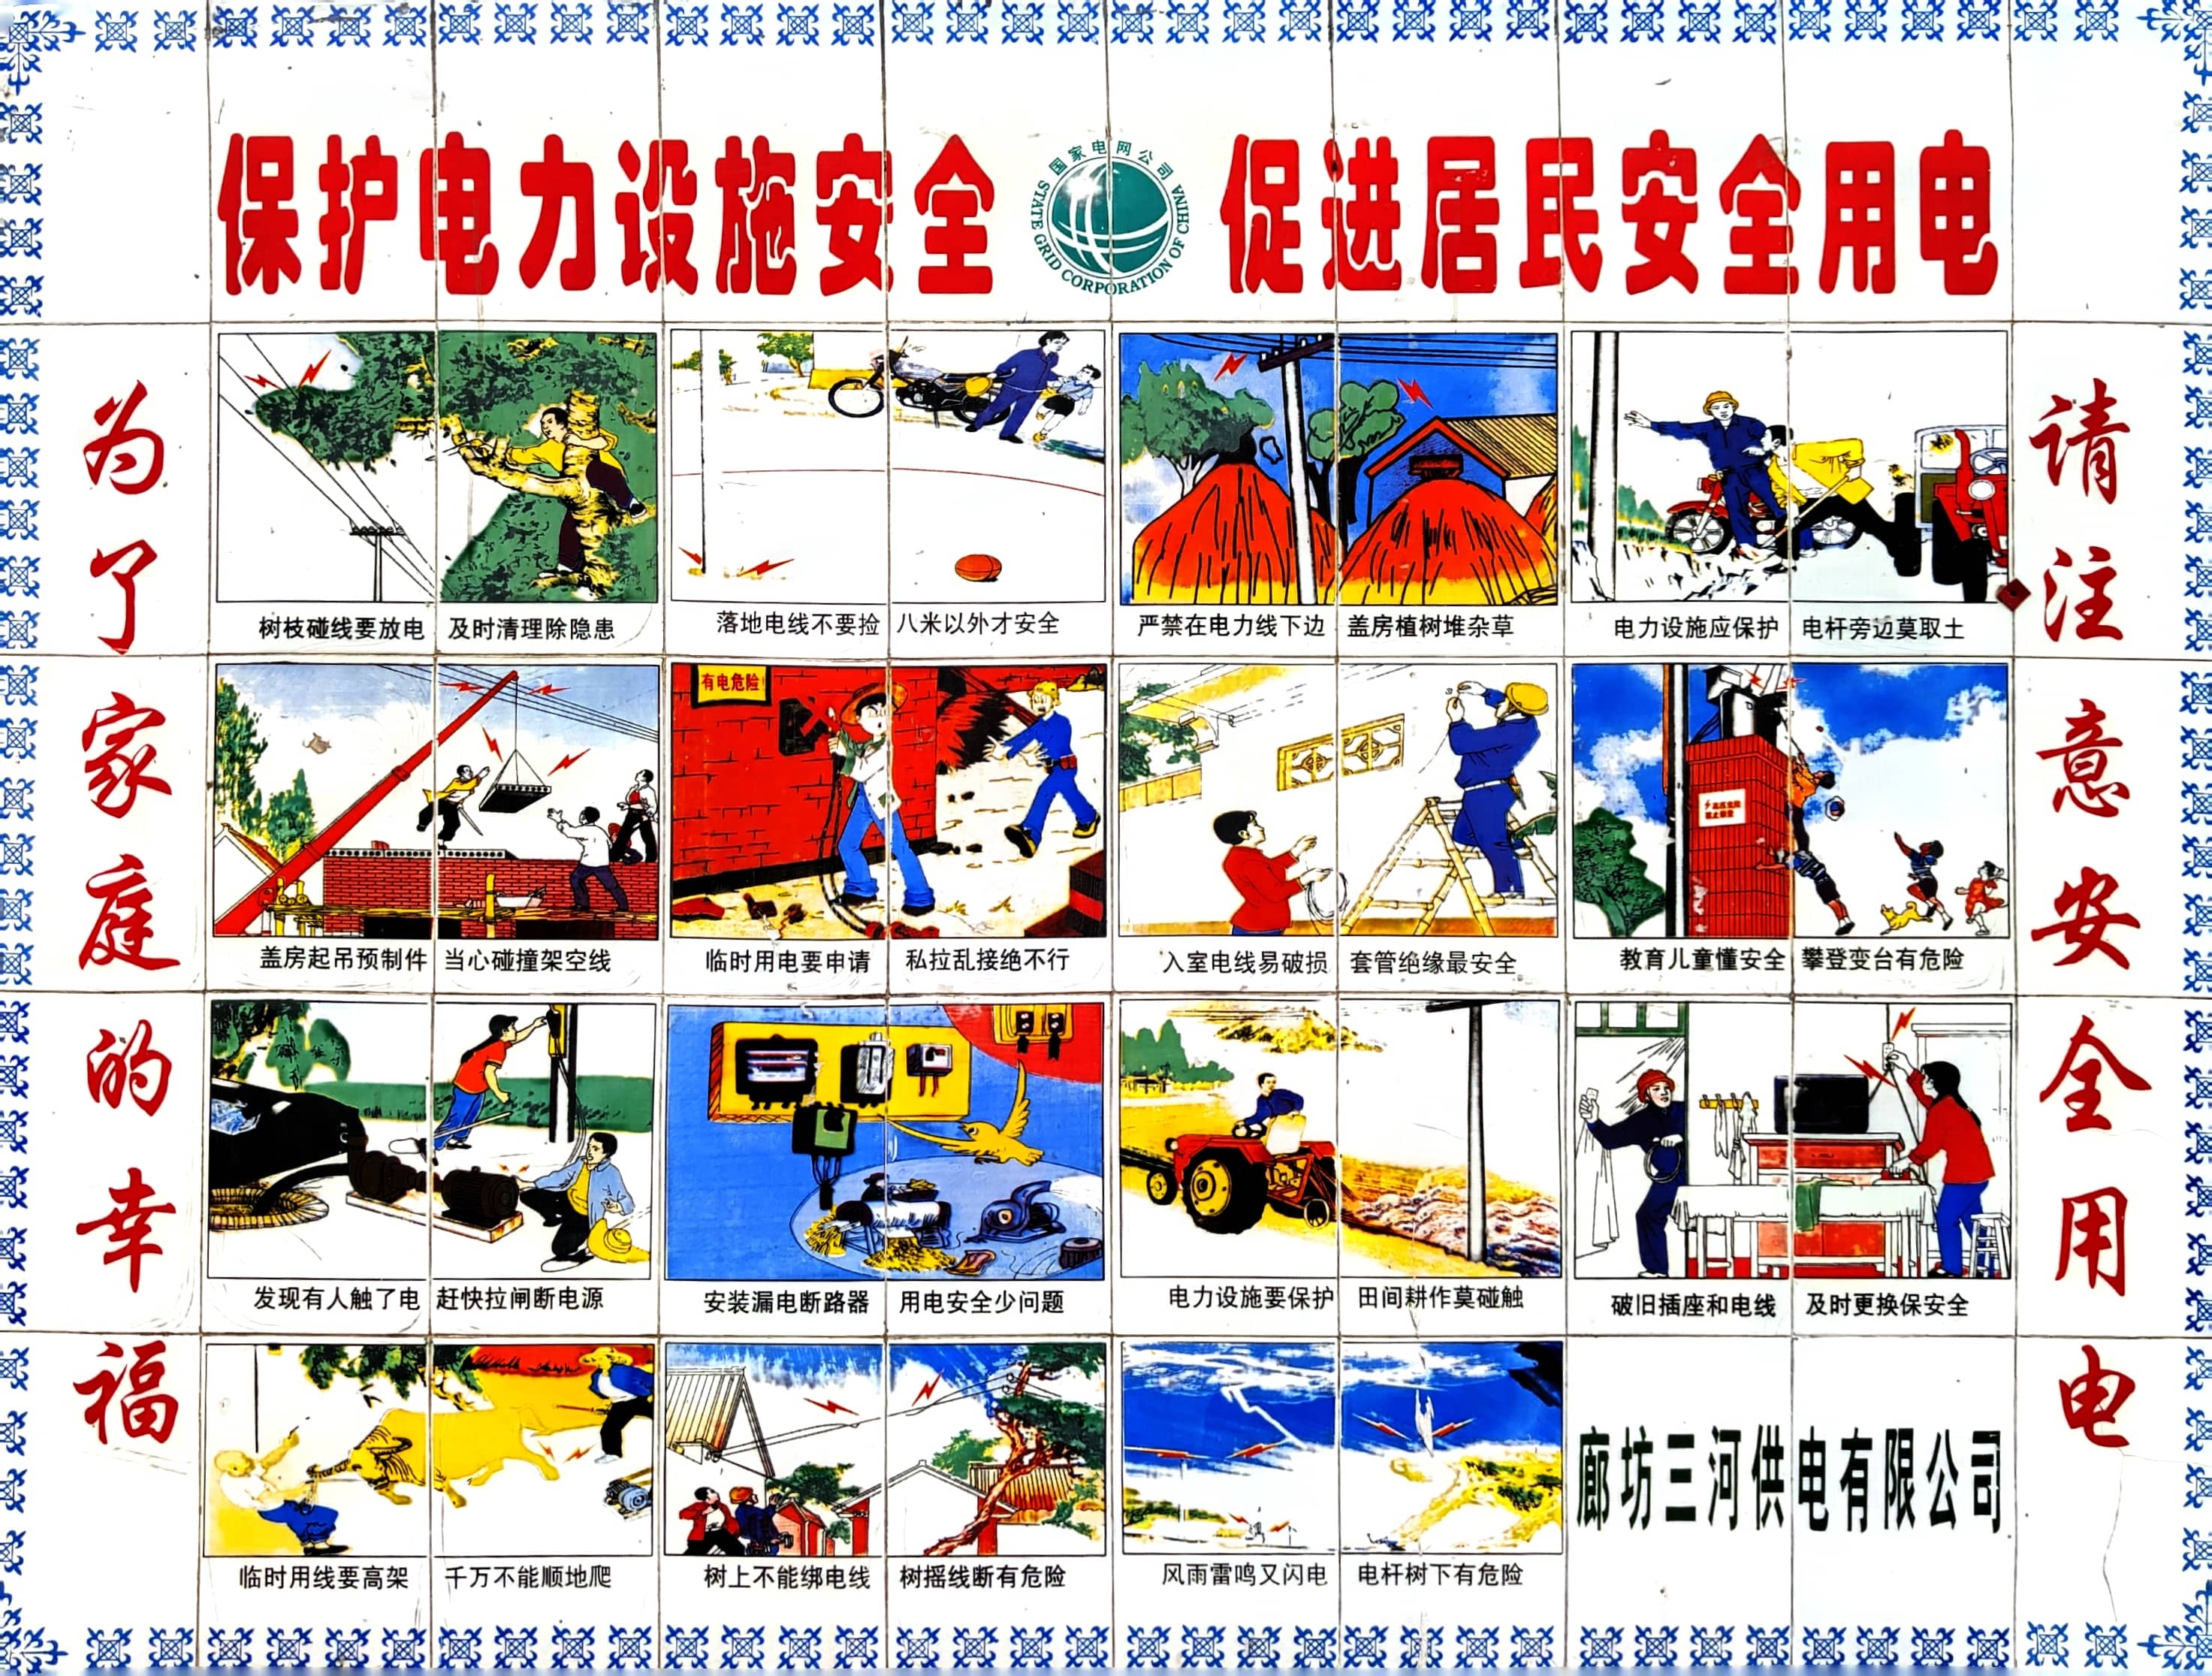 保护电力设施安全
国家电网公司
STATE GRID CORPORATION OF CHINA
促进居民安全用电
为了家庭的幸福
树枝碰线要放电 及时清理除隐患
落地电线不要捡 八米以外才安全
严禁在电力线下边 盖房植树堆杂草
电力设施应保护 电杆旁边莫取土
有电危险
盖房起吊预制件 当心碰撞架空线
临时用电要申请 私拉乱接绝不行
入室电线易破损 套管绝缘最安全
教育儿童懂安全 攀登变台有危险
发现有人触了电 赶快拉闸断电源
安装漏电断路器 用电安全少问题
电力设施要保护 田间耕作莫碰触
破旧插座和电线 及时更换保安全
临时用线要高架 千万不能顺地爬
树上不能绑电线 树摇线断有危险
风雨雷鸣又闪电 电杆树下有危险
廊坊三河供电有限公司
请注意安全用电